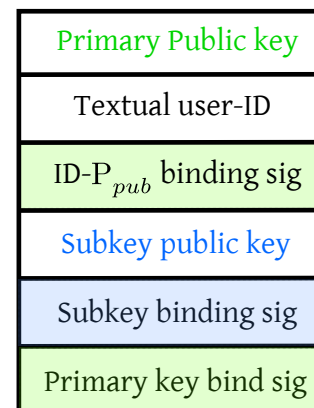 Primary Public key
Textual user-ID
ID-P_pub binding sig
Subkey public key
Subkey binding sig
Primary key bind sig